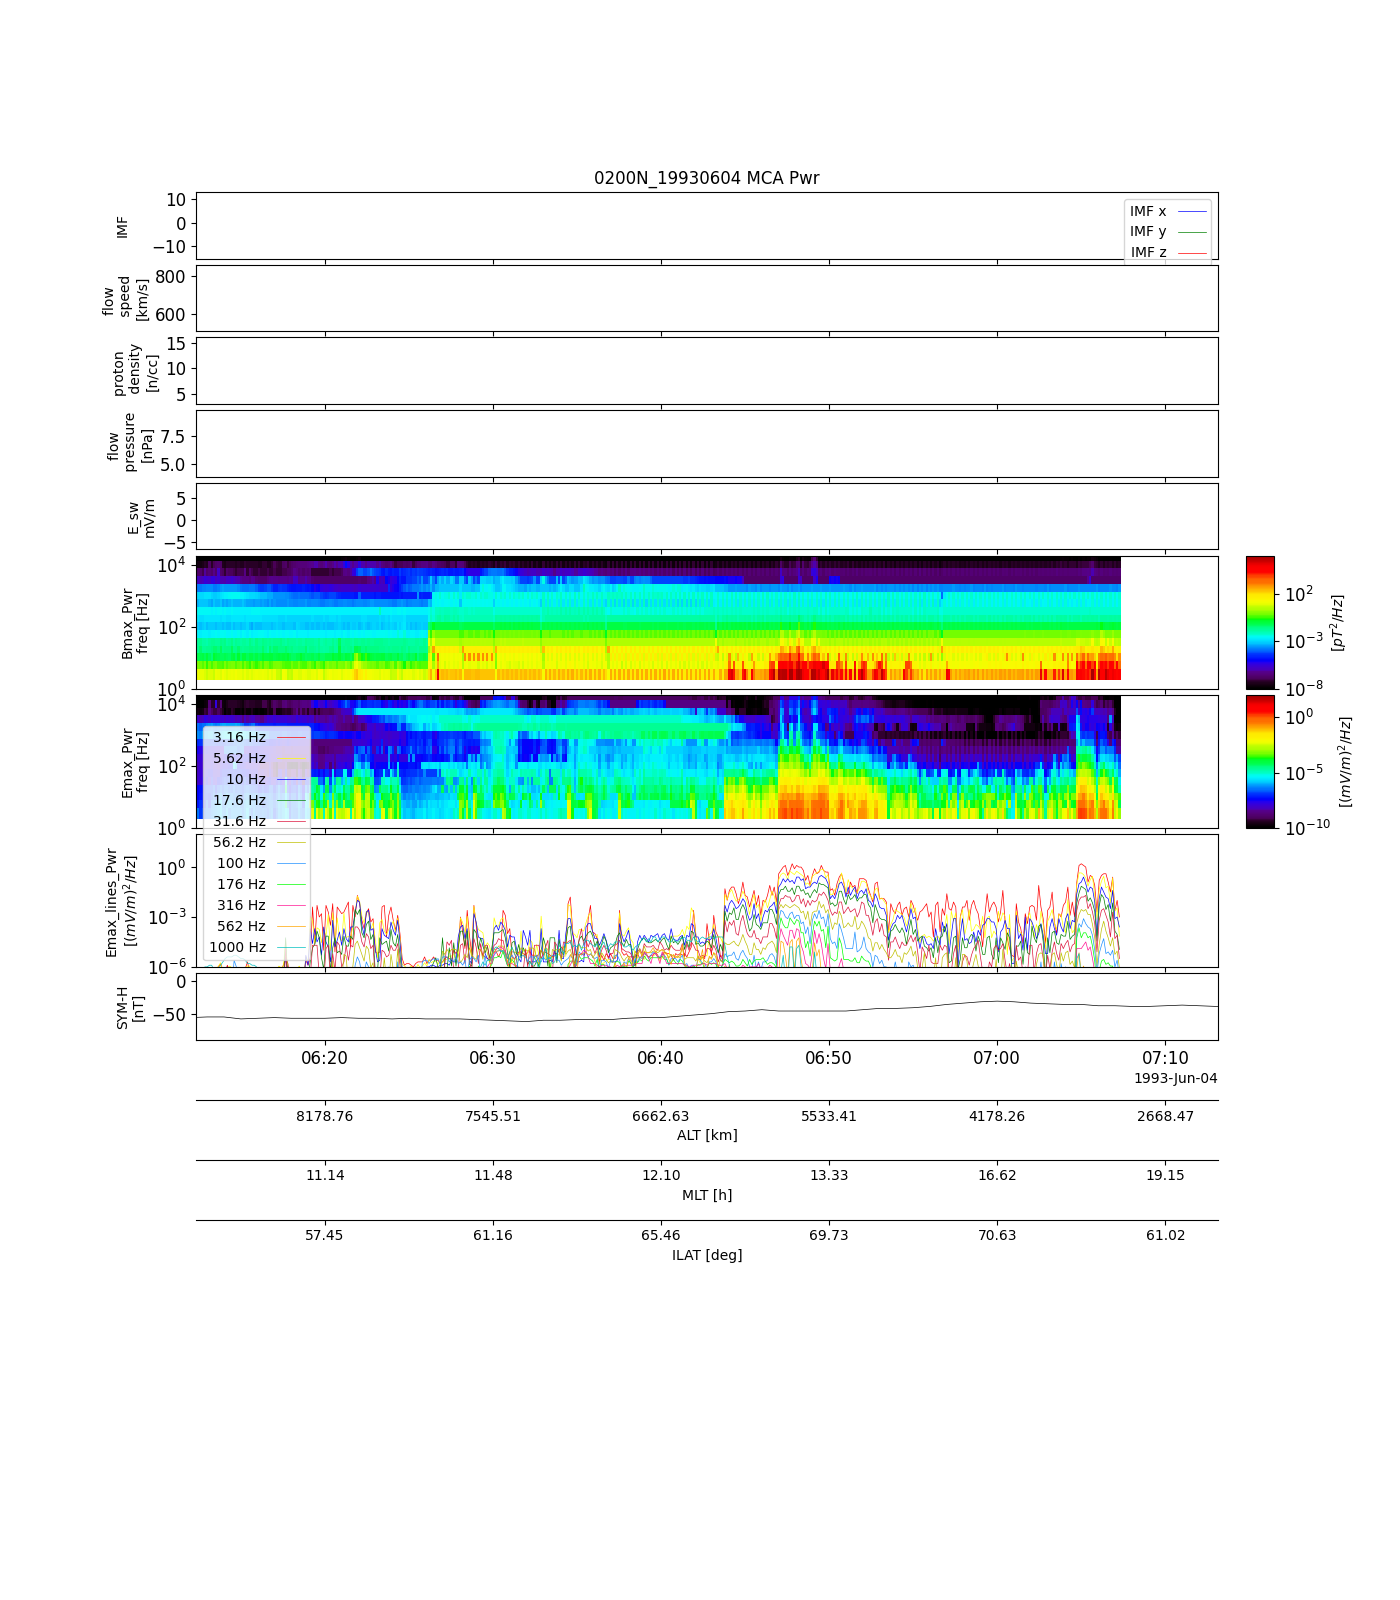 0200N_19930604 MCA Pwr
10
0
−10
IMF
IMF x
IMF y
IMF z
800
600
flow
speed
[km/s]
15
10
5
proton
density
[n/cc]
7.5
5.0
flow
pressure
[nPa]
5
0
−5
E_sw
mV/m
10^4
10^2
10^0
Bmax_Pwr
freq [Hz]
10^2
10^−3
10^−8
[pT^2/Hz]
10^4
10^2
10^0
Emax_Pwr
freq [Hz]
10^0
10^−5
10^−10
[(mV/m)^2/Hz]
3.16 Hz
5.62 Hz
10 Hz
17.6 Hz
31.6 Hz
56.2 Hz
100 Hz
176 Hz
316 Hz
562 Hz
1000 Hz
10^0
10^−3
10^−6
Emax_lines_Pwr
[(mV/m)^2/Hz]
0
−50
SYM-H
[nT]
06:20 06:30 06:40 06:50 07:00 07:10
1993-Jun-04
8178.76 7545.51 6662.63 5533.41 4178.26 2668.47
ALT [km]
11.14 11.48 12.10 13.33 16.62 19.15
MLT [h]
57.45 61.16 65.46 69.73 70.63 61.02
ILAT [deg]